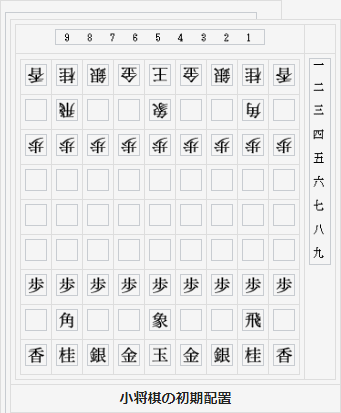 9 8 7 6 5 4 3 2 1
香 桂 銀 金 王 金 銀 桂 香
飛 象 角
歩 歩 歩 歩 歩 歩 歩 歩 歩
歩 歩 歩 歩 歩 歩 歩 歩 歩
角 象 飛
香 桂 銀 金 玉 金 銀 桂 香
一
二
三
四
五
六
七
八
九
小将棋の初期配置